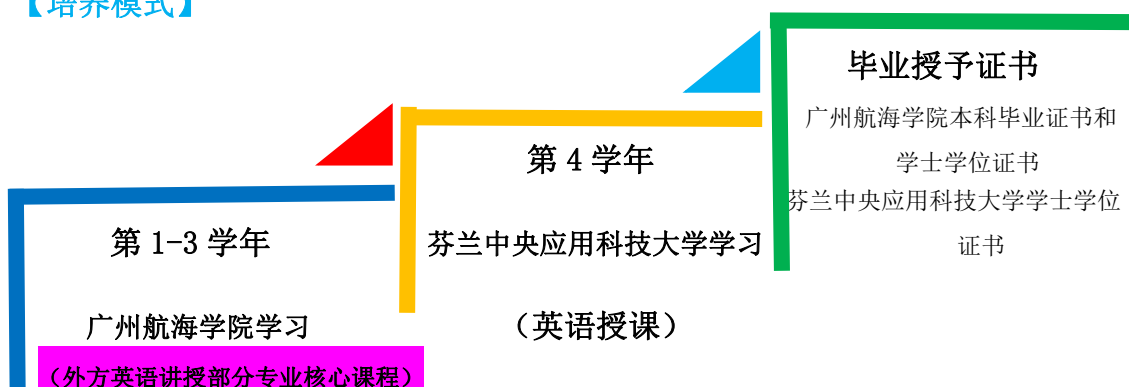 【培养模式】
第 1-3 学年
广州航海学院学习
（外方英语讲授部分专业核心课程）
第 4 学年
芬兰中央应用科技大学学习
（英语授课）
毕业授予证书
广州航海学院本科毕业证书和
学士学位证书
芬兰中央应用科技大学学士学位
证书